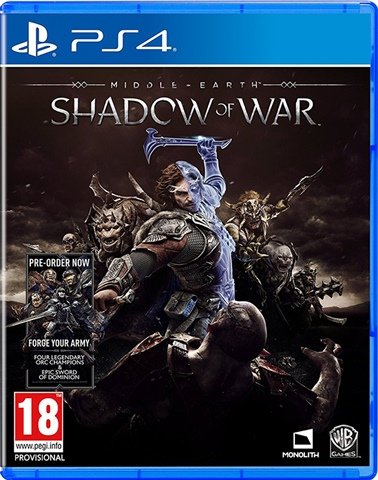 PS4
MIDDLE-EARTH
SHADOW OF WAR
PRE-ORDER NOW
FORGE YOUR ARMY
FOUR LEGENDARY
ORC CHAMPIONS
&
EPIC SWORD
OF DOMINION
18
www.pegi.info
PROVISIONAL
MONOLITH
WB
GAMES